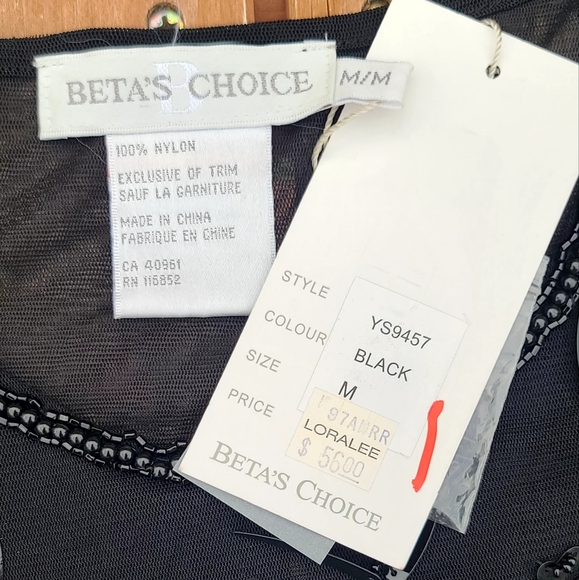 BETA'S CHOICE
M/M
100% NYLON
EXCLUSIVE OF TRIM
SAUF LA GARNITURE
MADE IN CHINA
FABRIQUE EN CHINE
CA 40961
RN 116852
STYLE YS9457
COLOUR BLACK
SIZE M
PRICE
LORALEE
$ 5600
BETA'S CHOICE